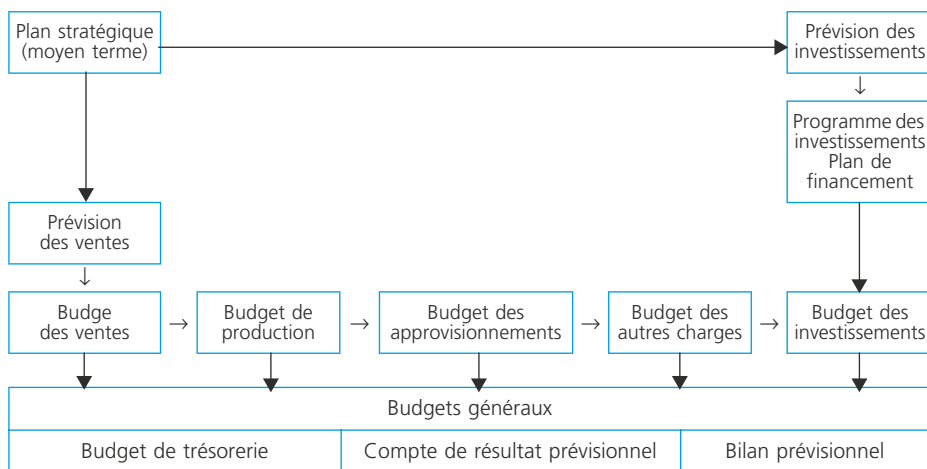 Plan stratégique
(moyen terme)
Prévision des
investissements
Programme des
investissements
Plan de
financement
Prévision
des ventes
Budge
des ventes
Budget de
production
Budget des
approvisionnements
Budget des
autres charges
Budget des
investissements
Budgets généraux
Budget de trésorerie
Compte de résultat prévisionnel
Bilan prévisionnel